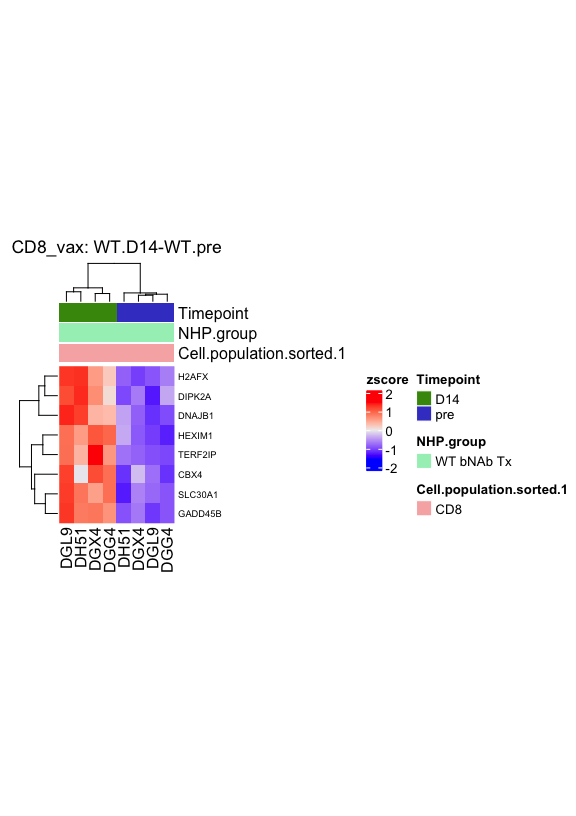 CD8_vax: WT.D14-WT.pre
Timepoint
NHP.group
Cell.population.sorted.1
H2AFX
DIPK2A
DNAJB1
HEXIM1
TERF2IP
CBX4
SLC30A1
GADD45B
DGL9
DH51
DGX4
DGG4
DH51
DGX4
DGL9
DGG4
zscore
2
1
0
-1
-2
Timepoint
D14
pre
NHP.group
WT bNAb Tx
Cell.population.sorted.1
CD8